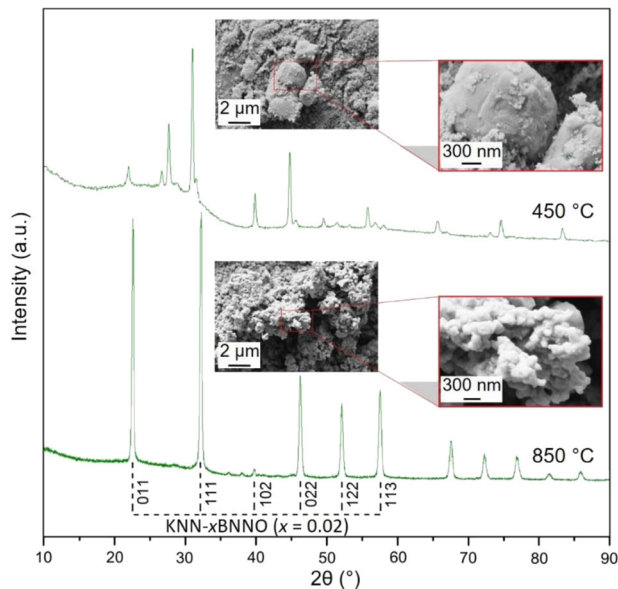 2 µm
300 nm
450 °C
2 µm
300 nm
850 °C
Intensity (a.u.)
011
111
102
022
122
113
KNN-xBNNO (x = 0.02)
10 20 30 40 50 60 70 80 90
2θ (°)